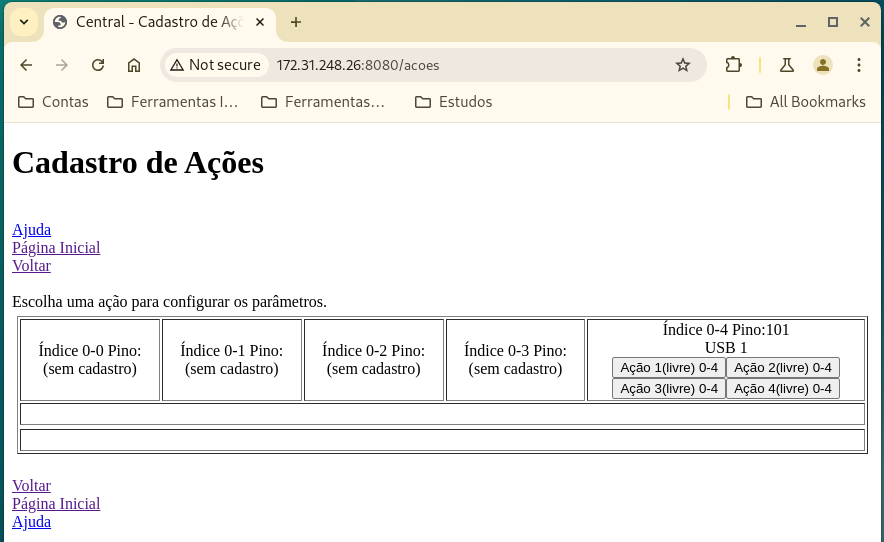 Central - Cadastro de Açõ
Not secure 172.31.248.26:8080/acoes
Contas Ferramentas I... Ferramentas... Estudos All Bookmarks
Cadastro de Ações
Ajuda
Página Inicial
Voltar
Escolha uma ação para configurar os parâmetros.
Índice 0-0 Pino:
(sem cadastro)
Índice 0-1 Pino:
(sem cadastro)
Índice 0-2 Pino:
(sem cadastro)
Índice 0-3 Pino:
(sem cadastro)
Índice 0-4 Pino:101
USB 1
Ação 1(livre) 0-4 Ação 2(livre) 0-4
Ação 3(livre) 0-4 Ação 4(livre) 0-4
Voltar
Página Inicial
Ajuda